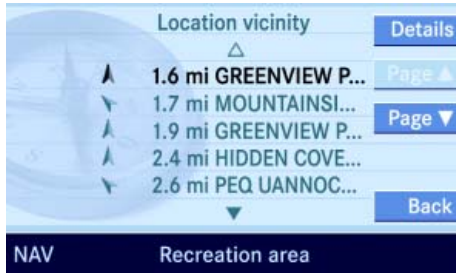 Location vicinity
Details
1.6 mi GREENVIEW P...
Page ▲
1.7 mi MOUNTAINSI...
Page ▼
1.9 mi GREENVIEW P...
2.4 mi HIDDEN COVE...
2.6 mi PEQ UANNOC...
Back
NAV
Recreation area